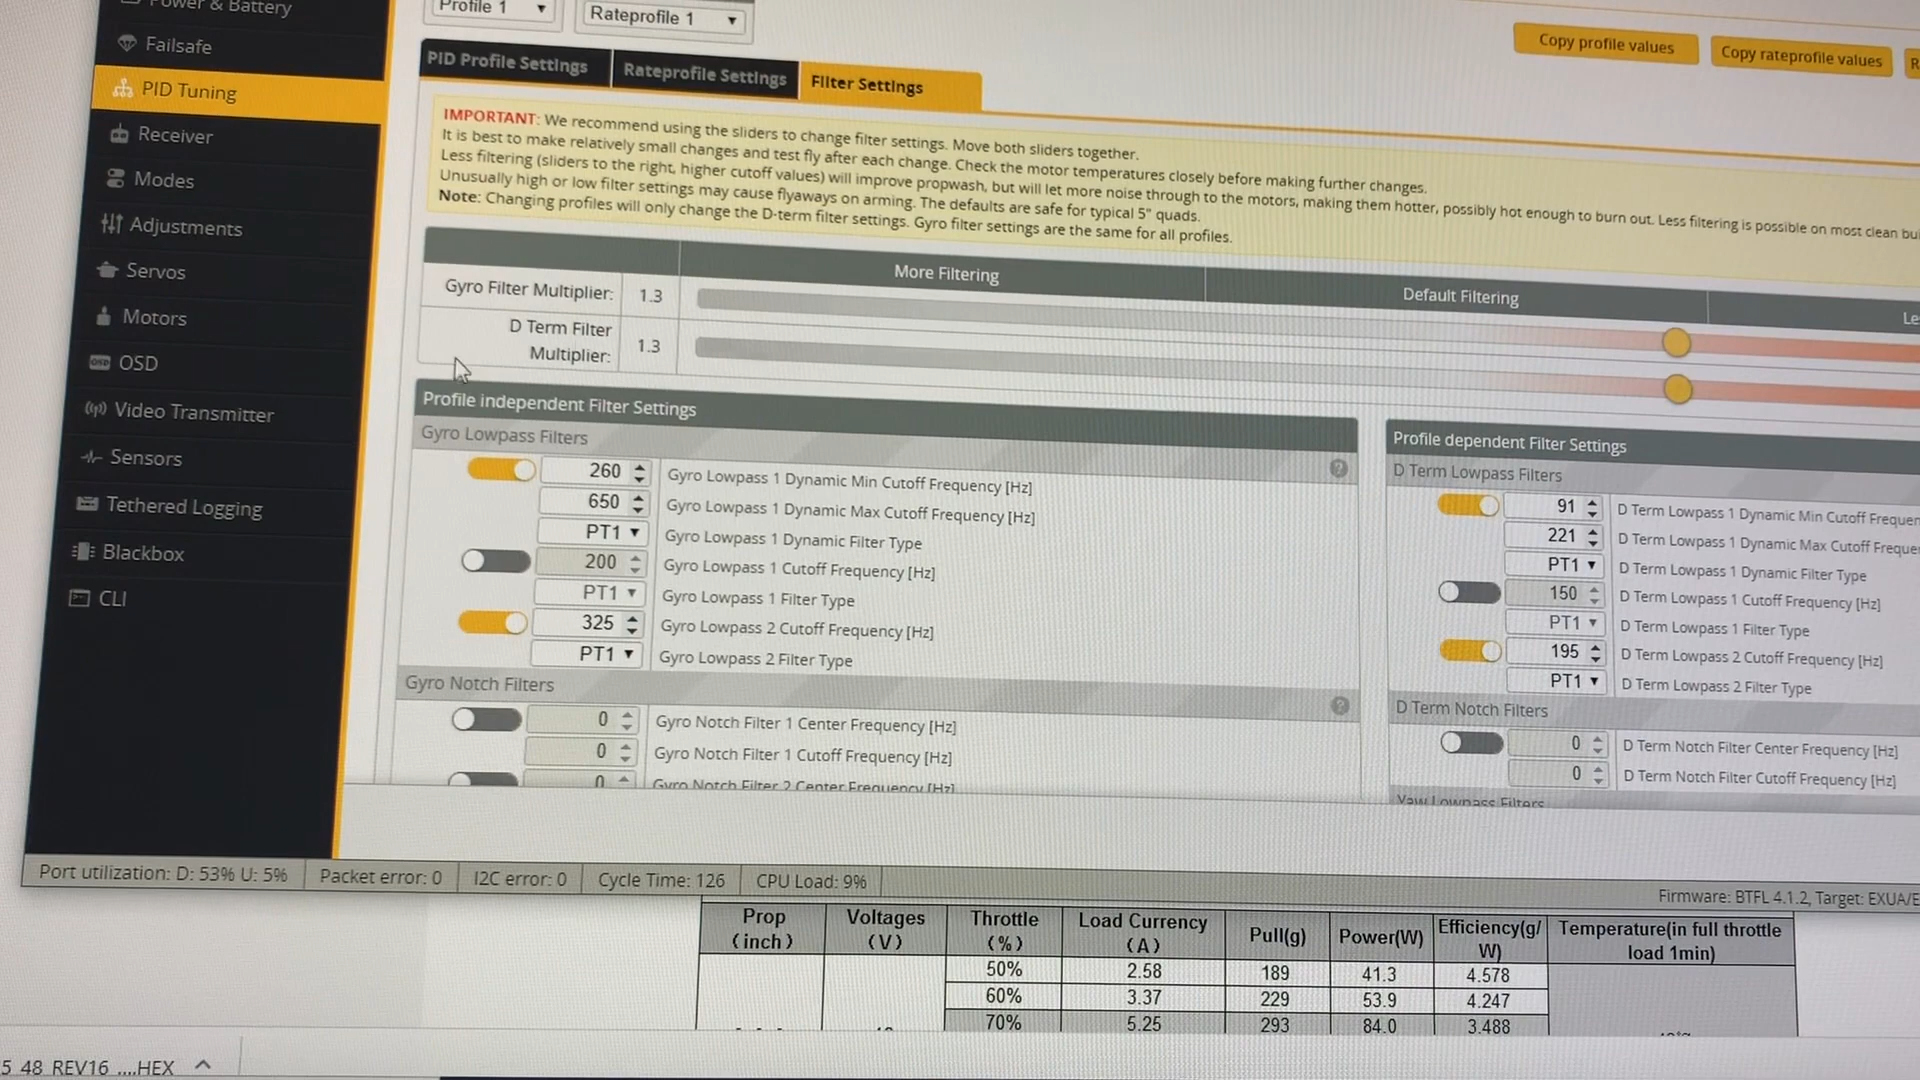 Power & Battery
Failsafe
PID Tuning
Receiver
Modes
Adjustments
Servos
Motors
OSD
Video Transmitter
Sensors
Tethered Logging
Blackbox
CLI
Profile 1
Rateprofile 1
Copy profile values
Copy rateprofile values
R
PID Profile Settings
Rateprofile Settings
Filter Settings
IMPORTANT: We recommend using the sliders to change filter settings. Move both sliders together.
It is best to make relatively small changes and test fly after each change. Check the motor temperatures closely before making further changes.
Less filtering (sliders to the right, higher cutoff values) will improve propwash, but will let more noise through to the motors, making them hotter, possibly hot enough to burn out. Less filtering is possible on most clean bui
Unusually high or low filter settings may cause flyaways on arming. The defaults are safe for typical 5" quads.
Note: Changing profiles will only change the D-term filter settings. Gyro filter settings are the same for all profiles.
More Filtering
Default Filtering
Le
Gyro Filter Multiplier: 1.3
D Term Filter
Multiplier: 1.3
Profile independent Filter Settings
Gyro Lowpass Filters
260 Gyro Lowpass 1 Dynamic Min Cutoff Frequency [Hz]
650 Gyro Lowpass 1 Dynamic Max Cutoff Frequency [Hz]
PT1 Gyro Lowpass 1 Dynamic Filter Type
200 Gyro Lowpass 1 Cutoff Frequency [Hz]
PT1 Gyro Lowpass 1 Filter Type
325 Gyro Lowpass 2 Cutoff Frequency [Hz]
PT1 Gyro Lowpass 2 Filter Type
Gyro Notch Filters
0 Gyro Notch Filter 1 Center Frequency [Hz]
0 Gyro Notch Filter 1 Cutoff Frequency [Hz]
0 Gyro Notch Filter 2 Center Frequency [Hz]
Profile dependent Filter Settings
D Term Lowpass Filters
91 D Term Lowpass 1 Dynamic Min Cutoff Frequen
221 D Term Lowpass 1 Dynamic Max Cutoff Freque
PT1 D Term Lowpass 1 Dynamic Filter Type
150 D Term Lowpass 1 Cutoff Frequency [Hz]
PT1 D Term Lowpass 1 Filter Type
195 D Term Lowpass 2 Cutoff Frequency [Hz]
PT1 D Term Lowpass 2 Filter Type
D Term Notch Filters
0 D Term Notch Filter Center Frequency [Hz]
0 D Term Notch Filter Cutoff Frequency [Hz]
Yaw Lowpass Filters
Port utilization: D: 53% U: 5%
Packet error: 0
I2C error: 0
Cycle Time: 126
CPU Load: 9%
Firmware: BTFL 4.1.2, Target: EXUA/E
Prop (inch)
Voltages (V)
Throttle (%)
Load Currency (A)
Pull(g)
Power(W)
Efficiency(g/W)
Temperature(in full throttle load 1min)
50% 2.58 189 41.3 4.578
60% 3.37 229 53.9 4.247
70% 5.25 293 84.0 3.488
5_48_REV16_....HEX